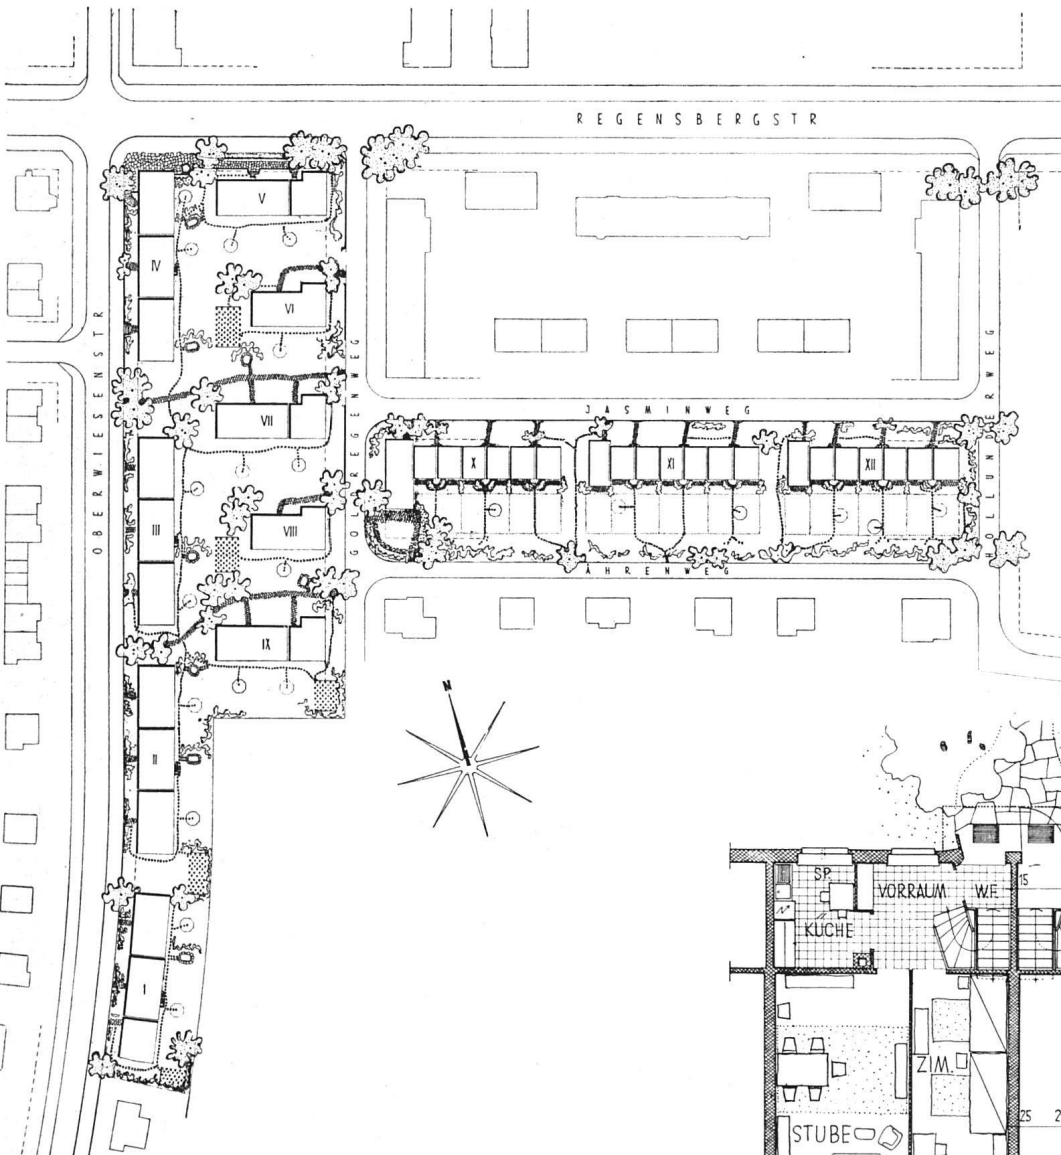 REGENSBERGSTR
V
IV
VI
OBERWIESENSTR
GOLDREGENWEG
HOLLUNDERWEG
JASMINWEG
VII
X
XI
XII
III
VIII
ÄHRENWEG
IX
N
II
SP.
VORRAUM
W.F.
15
KÜCHE
I
ZIM.
STUBE
25
2